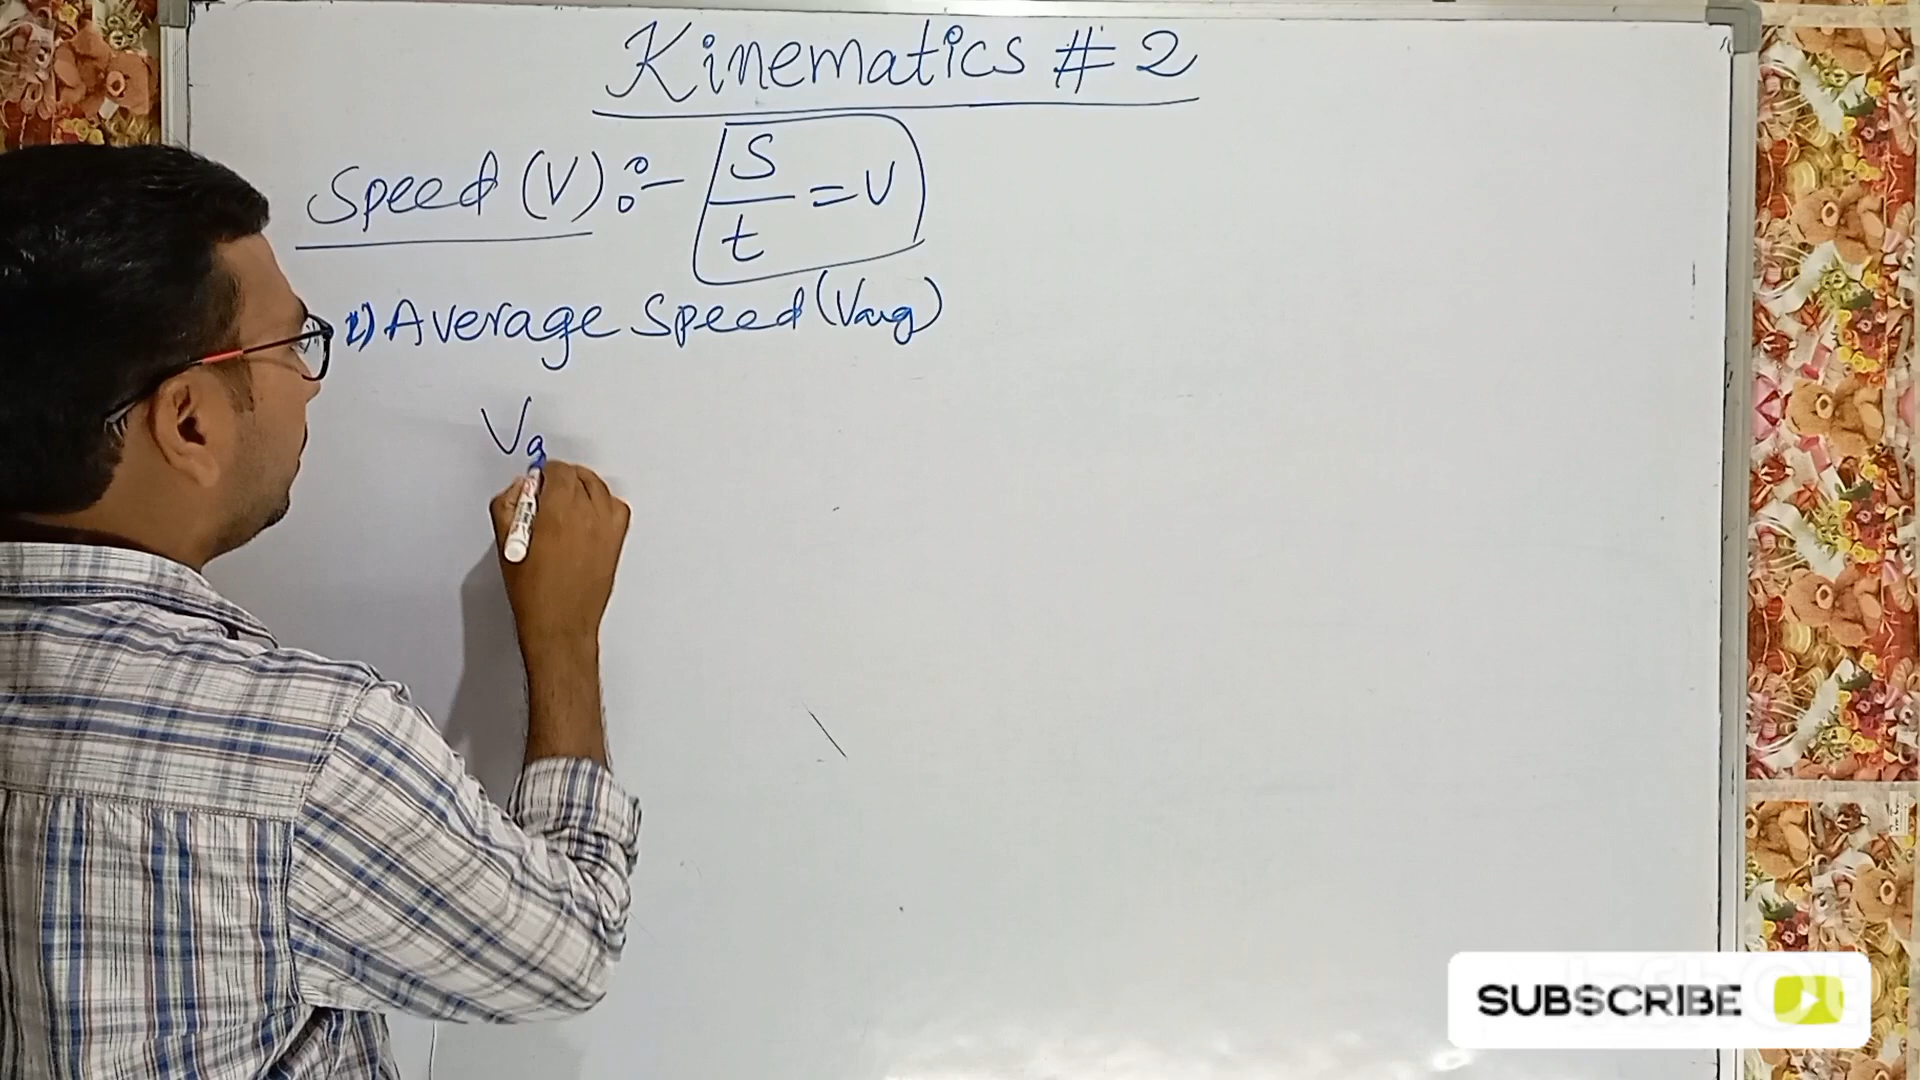 Kinematics # 2
Speed (V) :- S/t = V
1) Average Speed (Vavg)
Va
SUBSCRIBE